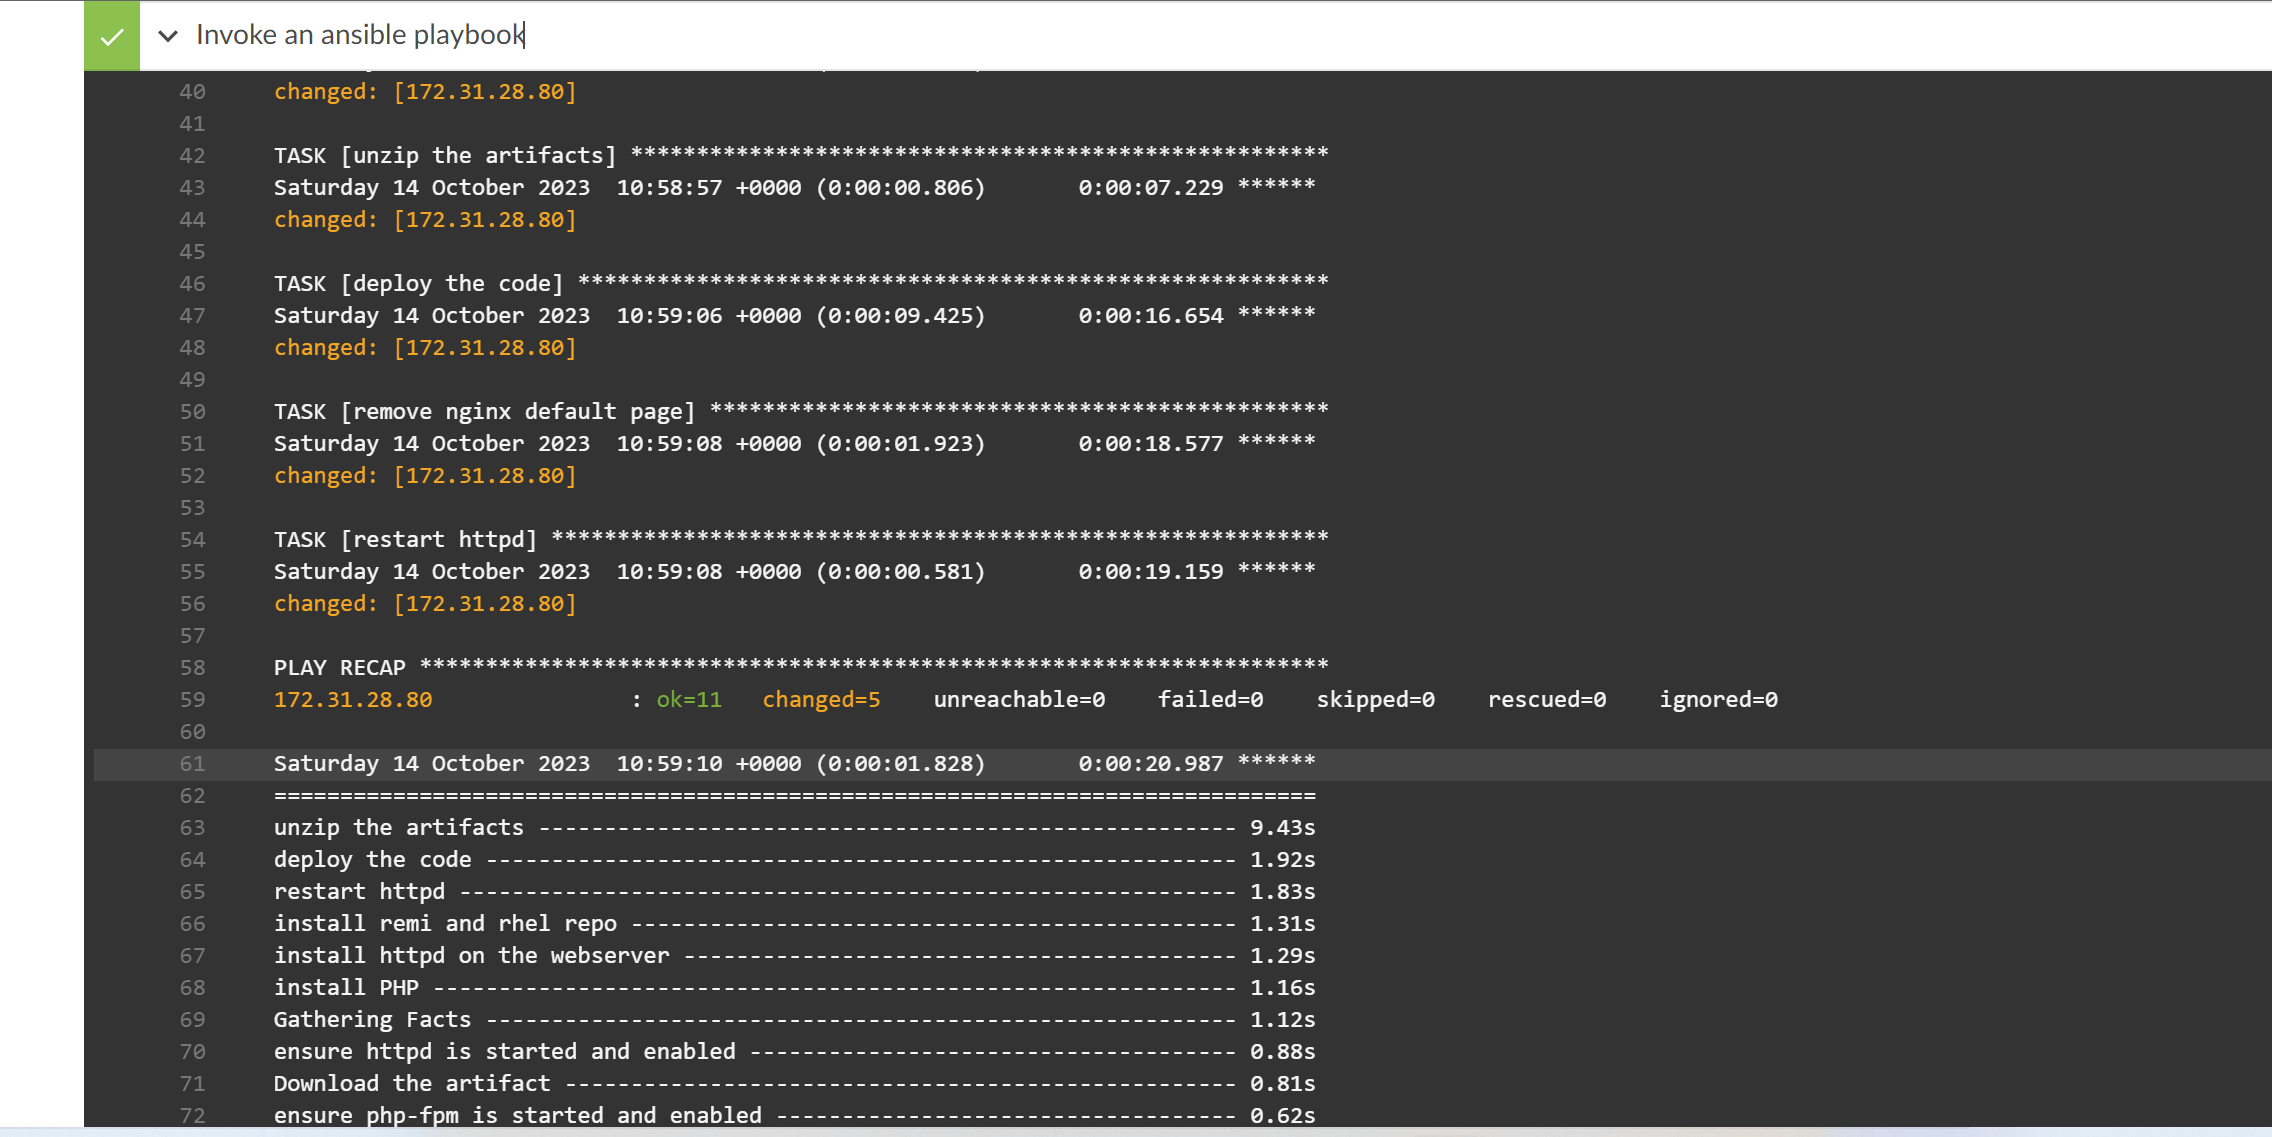 Invoke an ansible playbook
40 changed: [172.31.28.80]
41
42 TASK [unzip the artifacts] *****************************************************
43 Saturday 14 October 2023  10:58:57 +0000 (0:00:00.806)       0:00:07.229 ******
44 changed: [172.31.28.80]
45
46 TASK [deploy the code] *********************************************************
47 Saturday 14 October 2023  10:59:06 +0000 (0:00:09.425)       0:00:16.654 ******
48 changed: [172.31.28.80]
49
50 TASK [remove nginx default page] ***********************************************
51 Saturday 14 October 2023  10:59:08 +0000 (0:00:01.923)       0:00:18.577 ******
52 changed: [172.31.28.80]
53
54 TASK [restart httpd] ***********************************************************
55 Saturday 14 October 2023  10:59:08 +0000 (0:00:00.581)       0:00:19.159 ******
56 changed: [172.31.28.80]
57
58 PLAY RECAP *********************************************************************
59 172.31.28.80               : ok=11   changed=5    unreachable=0    failed=0    skipped=0    rescued=0    ignored=0
60
61 Saturday 14 October 2023  10:59:10 +0000 (0:00:01.828)       0:00:20.987 ******
62 ===============================================================================
63 unzip the artifacts ----------------------------------------------------- 9.43s
64 deploy the code --------------------------------------------------------- 1.92s
65 restart httpd ----------------------------------------------------------- 1.83s
66 install remi and rhel repo ---------------------------------------------- 1.31s
67 install httpd on the webserver ------------------------------------------ 1.29s
68 install PHP ------------------------------------------------------------- 1.16s
69 Gathering Facts --------------------------------------------------------- 1.12s
70 ensure httpd is started and enabled ------------------------------------- 0.88s
71 Download the artifact --------------------------------------------------- 0.81s
72 ensure php-fpm is started and enabled ----------------------------------- 0.62s